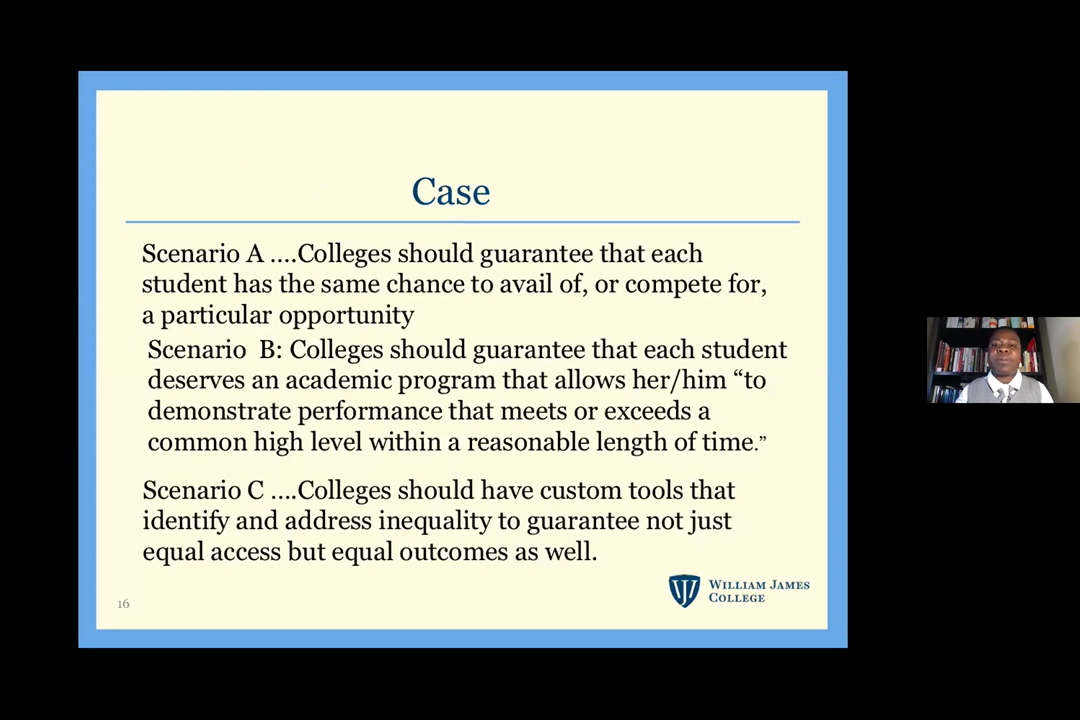 Case
Scenario A ....Colleges should guarantee that each
student has the same chance to avail of, or compete for,
a particular opportunity
Scenario  B: Colleges should guarantee that each student
deserves an academic program that allows her/him “to
demonstrate performance that meets or exceeds a
common high level within a reasonable length of time.”
Scenario C ....Colleges should have custom tools that
identify and address inequality to guarantee not just
equal access but equal outcomes as well.
16
WILLIAM JAMES
COLLEGE